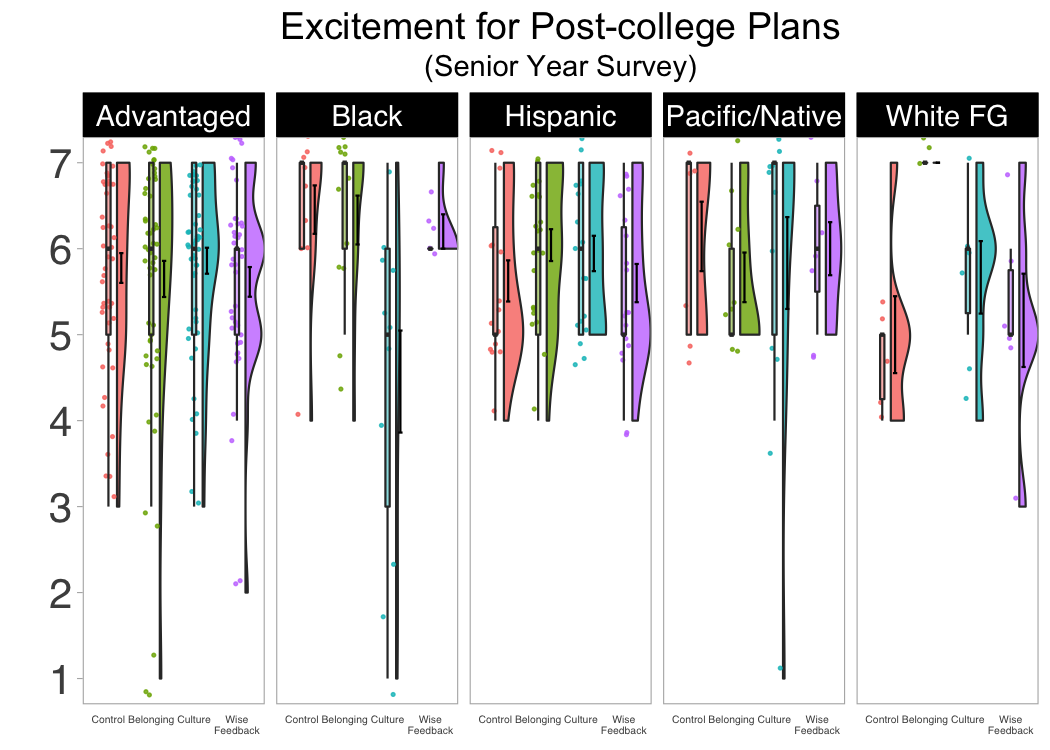 Excitement for Post-college Plans
(Senior Year Survey)
Advantaged Black Hispanic Pacific/Native White FG
7
6
5
4
3
2
1
Control Belonging Culture Wise Feedback Control Belonging Culture Wise Feedback Control Belonging Culture Wise Feedback Control Belonging Culture Wise Feedback Control Belonging Culture Wise Feedback